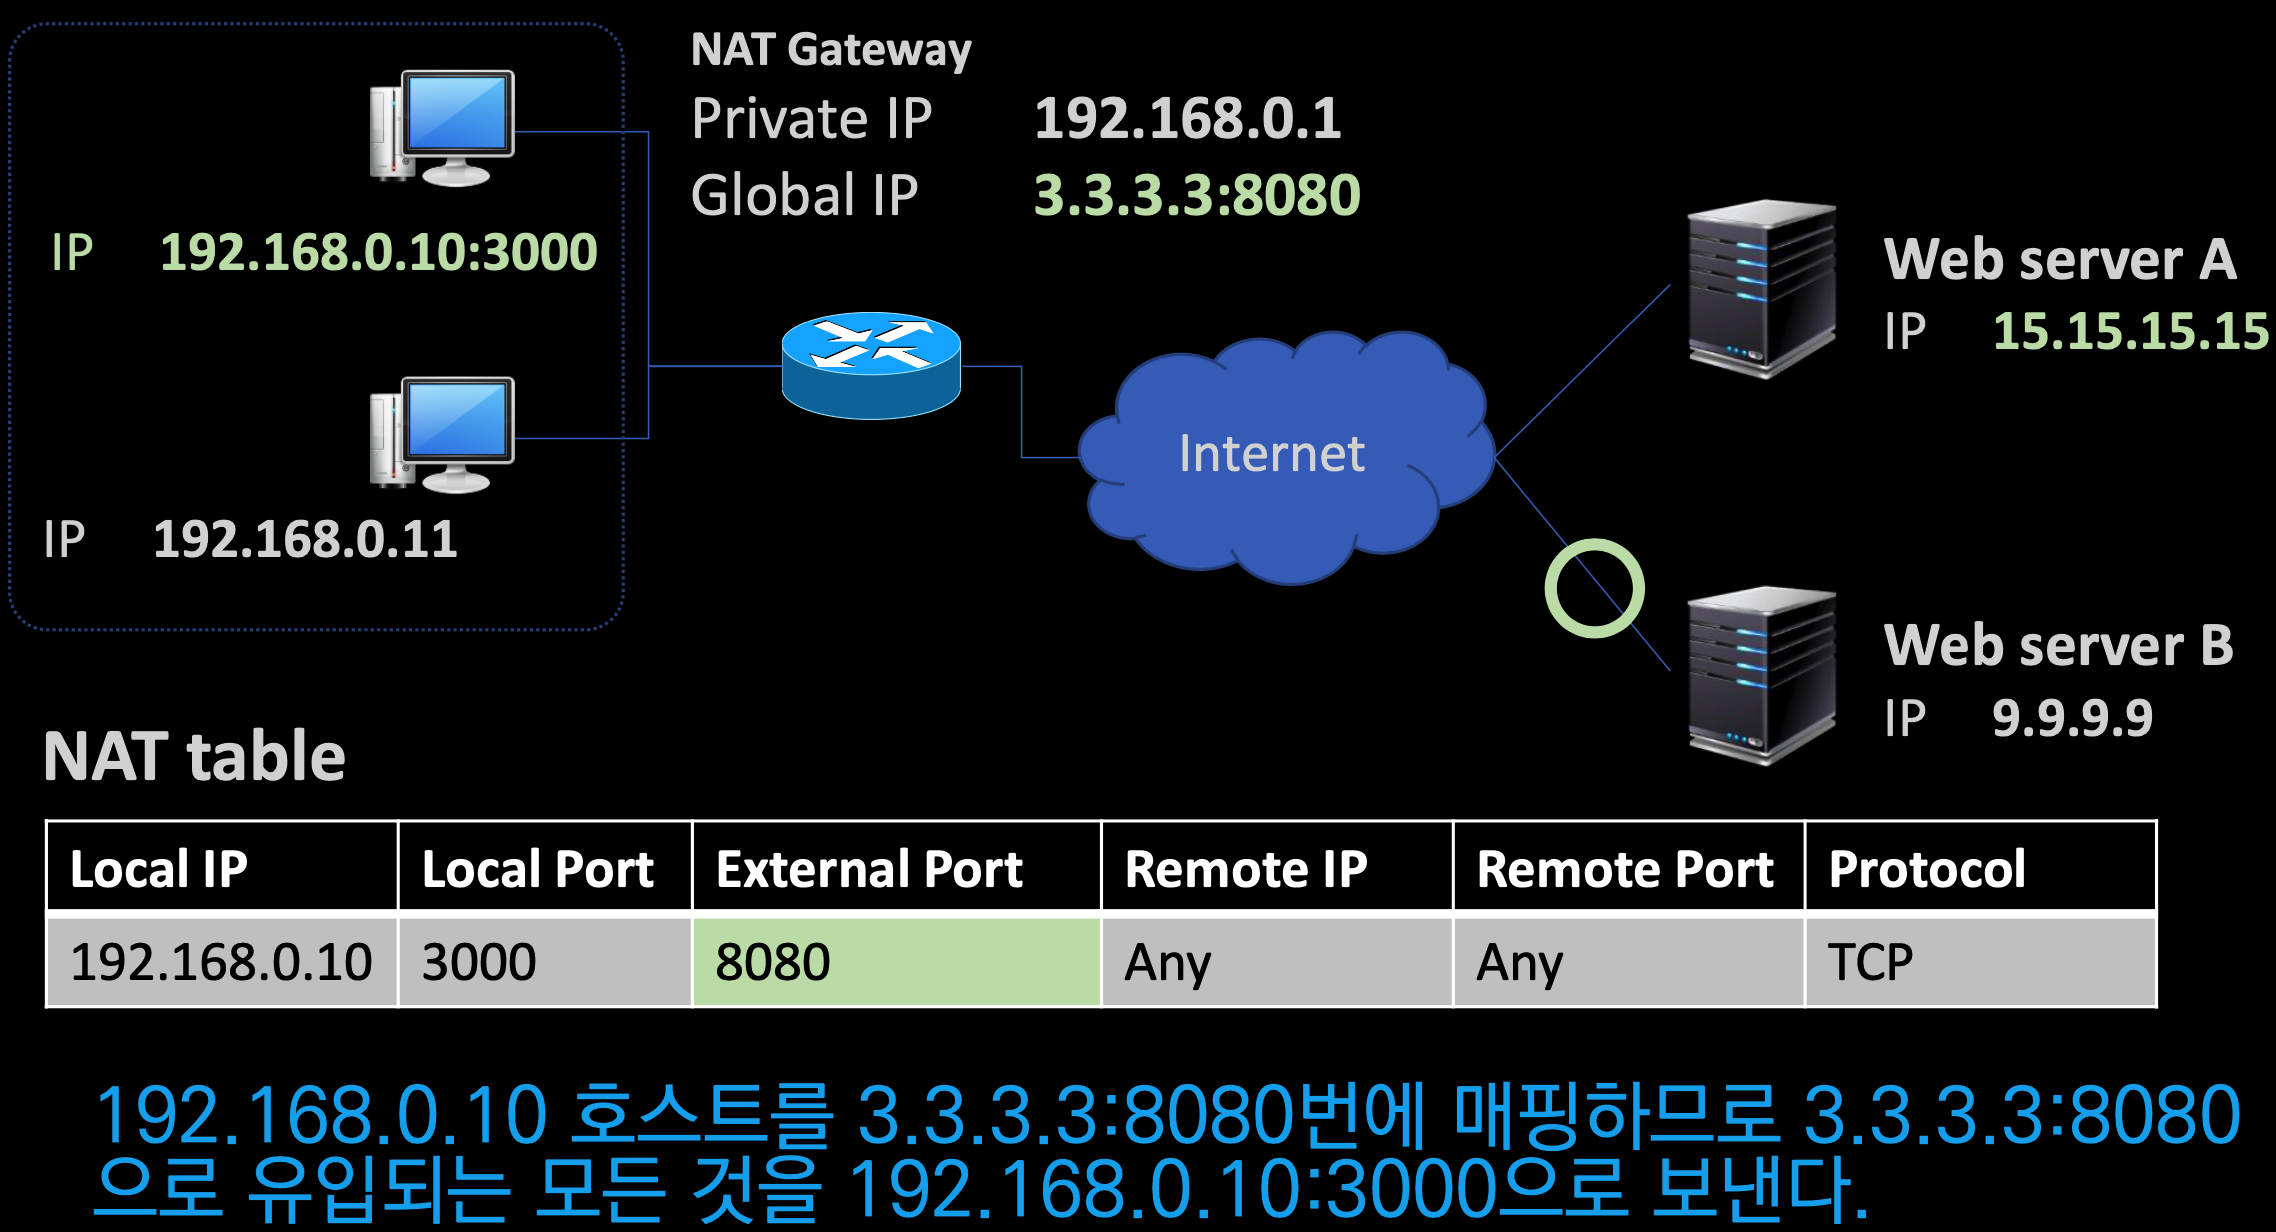 NAT Gateway
Private IP 192.168.0.1
Global IP 3.3.3.3:8080
IP 192.168.0.10:3000
IP 192.168.0.11
Internet
Web server A
IP 15.15.15.15
Web server B
IP 9.9.9.9
NAT table
Local IP Local Port External Port Remote IP Remote Port Protocol
192.168.0.10 3000 8080 Any Any TCP
192.168.0.10 호스트를 3.3.3.3:8080번에 매핑하므로 3.3.3.3:8080
으로 유입되는 모든 것을 192.168.0.10:3000으로 보낸다.